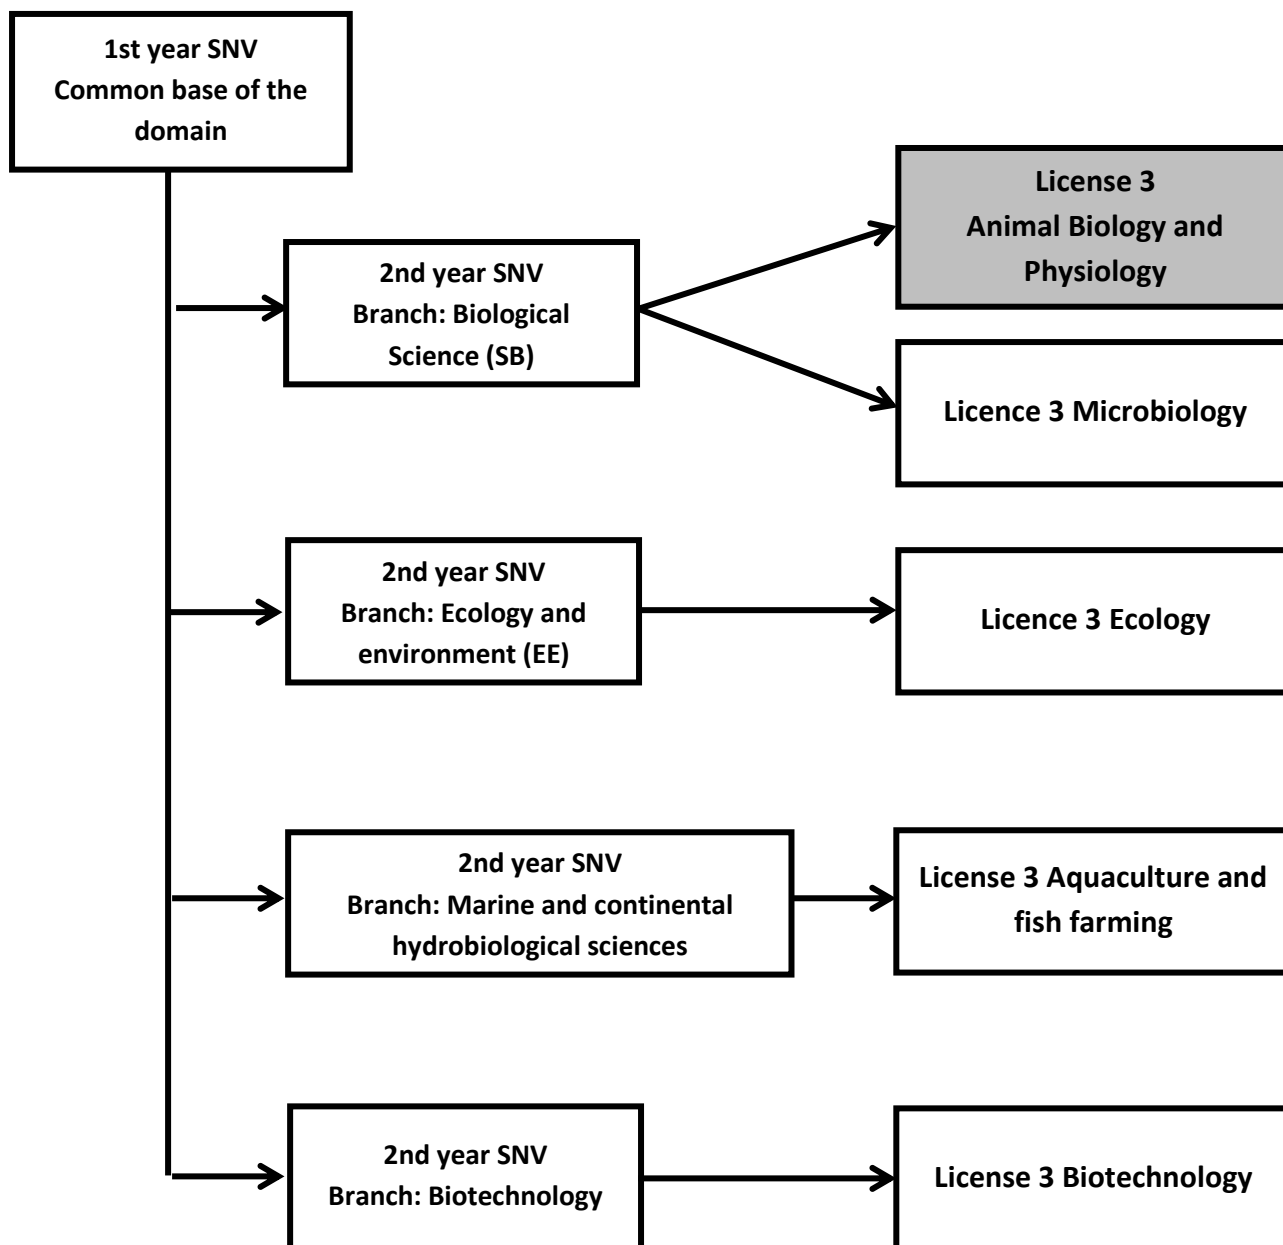 1st year SNV
Common base of the
domain
License 3
Animal Biology and
Physiology
2nd year SNV
Branch: Biological
Science (SB)
Licence 3 Microbiology
2nd year SNV
Branch: Ecology and
environment (EE)
Licence 3 Ecology
2nd year SNV
Branch: Marine and continental
hydrobiological sciences
License 3 Aquaculture and
fish farming
2nd year SNV
Branch: Biotechnology
License 3 Biotechnology